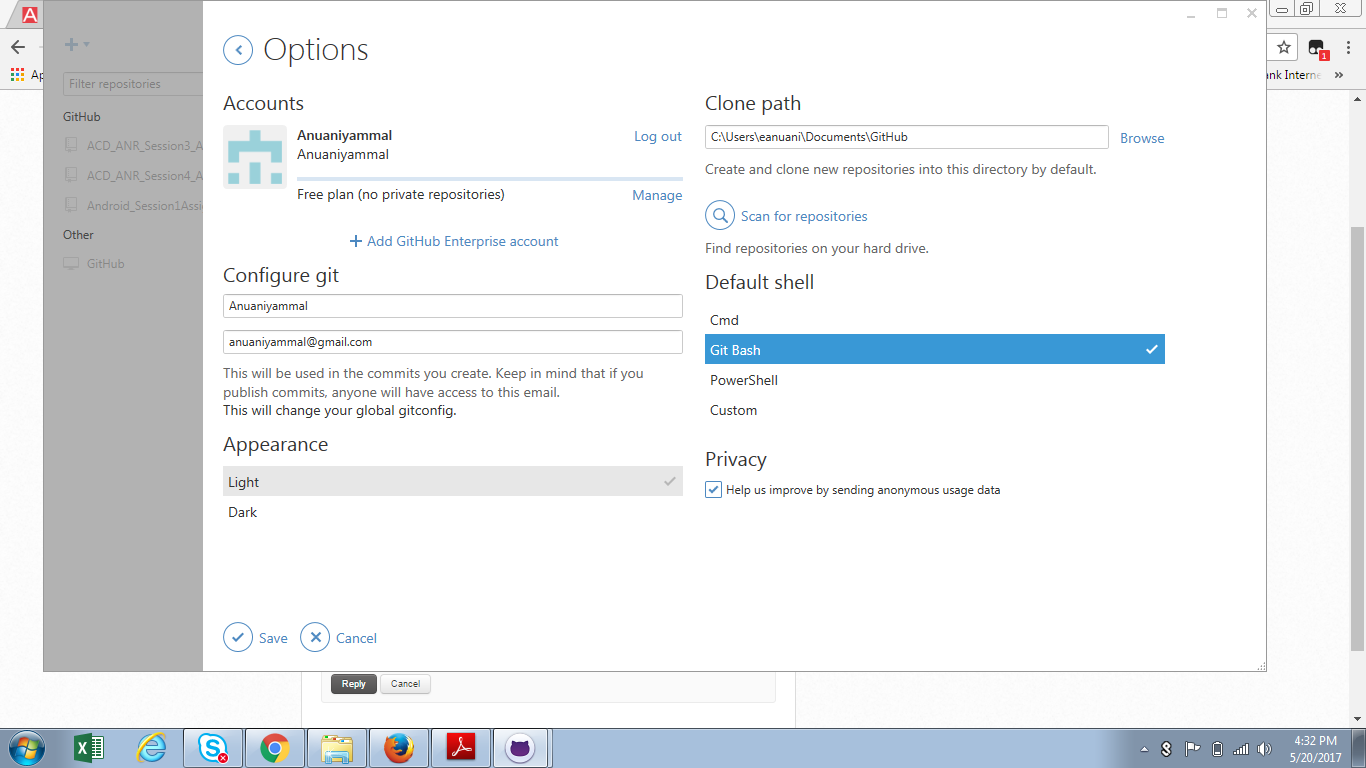 Options
Filter repositories
GitHub
ACD_ANR_Session3_A
ACD_ANR_Session4_A
Android_Session1Assi
Other
GitHub
Accounts
Anuaniyammal
Log out
Anuaniyammal
Free plan (no private repositories)
Manage
+ Add GitHub Enterprise account
Configure git
Anuaniyammal
anuaniyammal@gmail.com
This will be used in the commits you create. Keep in mind that if you
publish commits, anyone will have access to this email.
This will change your global gitconfig.
Appearance
Light
Dark
Save
Cancel
Clone path
C:\Users\eanuani\Documents\GitHub
Browse
Create and clone new repositories into this directory by default.
Scan for repositories
Find repositories on your hard drive.
Default shell
Cmd
Git Bash
PowerShell
Custom
Privacy
Help us improve by sending anonymous usage data
Ap
ank Interne
»
1
Reply
Cancel
4:32 PM
5/20/2017